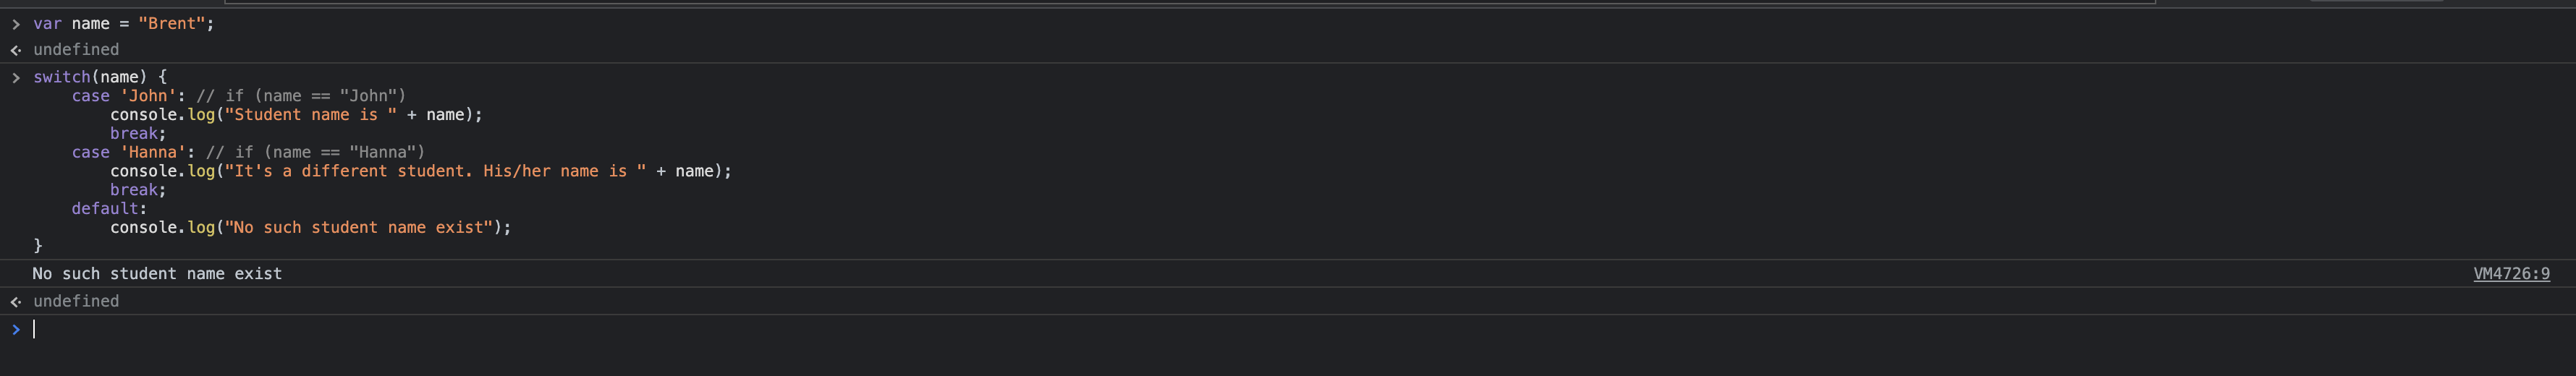 > var name = "Brent";
<· undefined
> switch(name) {
    case 'John': // if (name == "John")
        console.log("Student name is " + name);
        break;
    case 'Hanna': // if (name == "Hanna")
        console.log("It's a different student. His/her name is " + name);
        break;
    default:
        console.log("No such student name exist");
}
No such student name exist VM4726:9
<· undefined
>